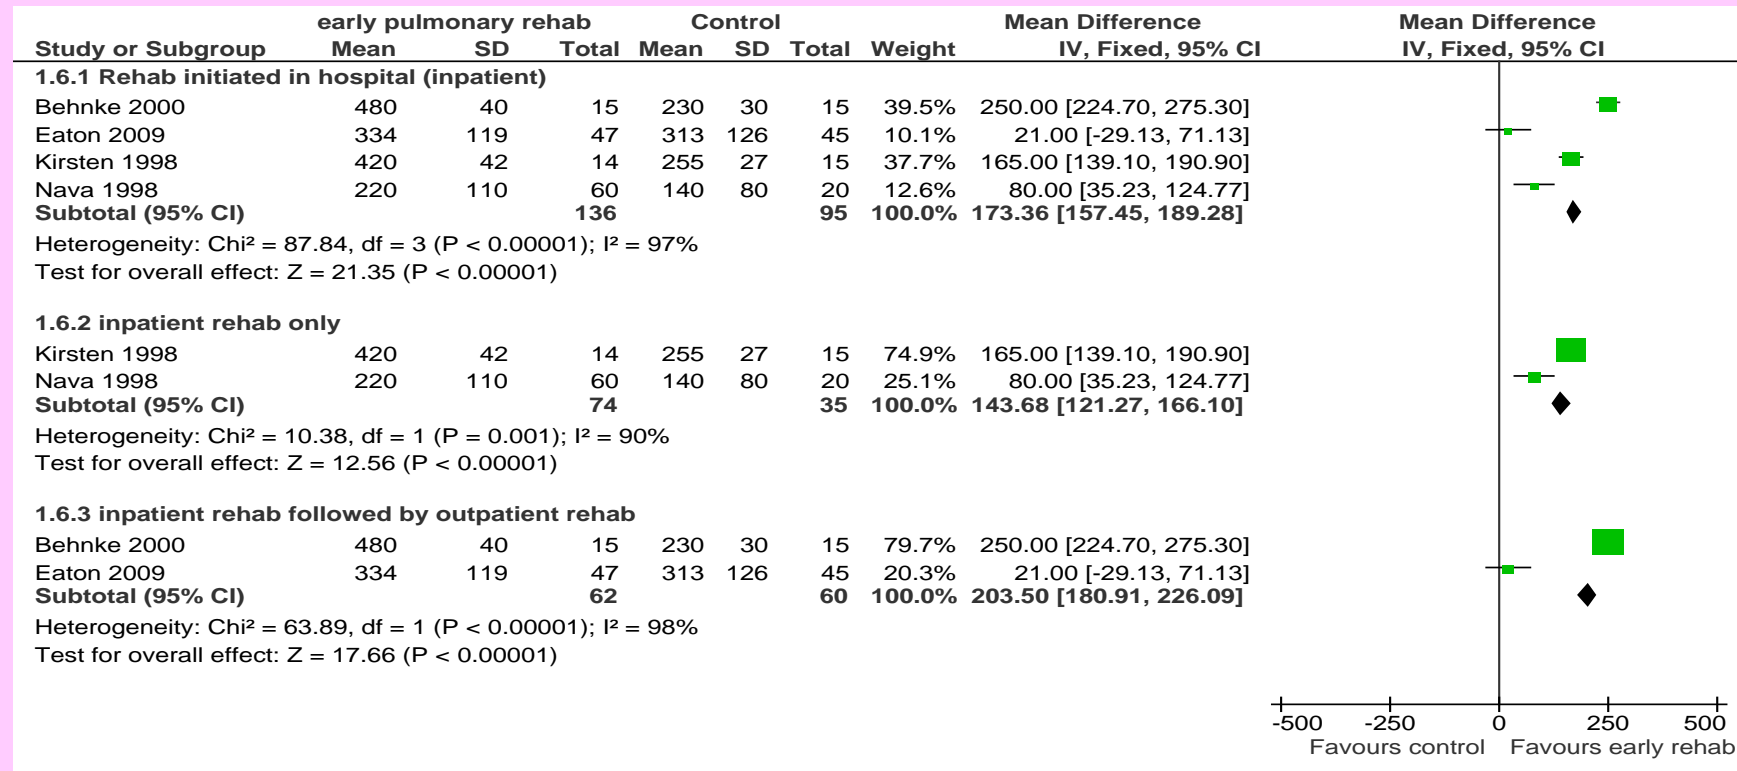 early pulmonary rehab Control Mean Difference Mean Difference
Study or Subgroup Mean SD Total Mean SD Total Weight IV, Fixed, 95% CI IV, Fixed, 95% CI
1.6.1 Rehab initiated in hospital (inpatient)
Behnke 2000 480 40 15 230 30 15 39.5% 250.00 [224.70, 275.30]
Eaton 2009 334 119 47 313 126 45 10.1% 21.00 [-29.13, 71.13]
Kirsten 1998 420 42 14 255 27 15 37.7% 165.00 [139.10, 190.90]
Nava 1998 220 110 60 140 80 20 12.6% 80.00 [35.23, 124.77]
Subtotal (95% CI) 136 95 100.0% 173.36 [157.45, 189.28]
Heterogeneity: Chi² = 87.84, df = 3 (P < 0.00001); I² = 97%
Test for overall effect: Z = 21.35 (P < 0.00001)
1.6.2 inpatient rehab only
Kirsten 1998 420 42 14 255 27 15 74.9% 165.00 [139.10, 190.90]
Nava 1998 220 110 60 140 80 20 25.1% 80.00 [35.23, 124.77]
Subtotal (95% CI) 74 35 100.0% 143.68 [121.27, 166.10]
Heterogeneity: Chi² = 10.38, df = 1 (P = 0.001); I² = 90%
Test for overall effect: Z = 12.56 (P < 0.00001)
1.6.3 inpatient rehab followed by outpatient rehab
Behnke 2000 480 40 15 230 30 15 79.7% 250.00 [224.70, 275.30]
Eaton 2009 334 119 47 313 126 45 20.3% 21.00 [-29.13, 71.13]
Subtotal (95% CI) 62 60 100.0% 203.50 [180.91, 226.09]
Heterogeneity: Chi² = 63.89, df = 1 (P < 0.00001); I² = 98%
Test for overall effect: Z = 17.66 (P < 0.00001)
-500 -250 0 250 500
Favours control Favours early rehab